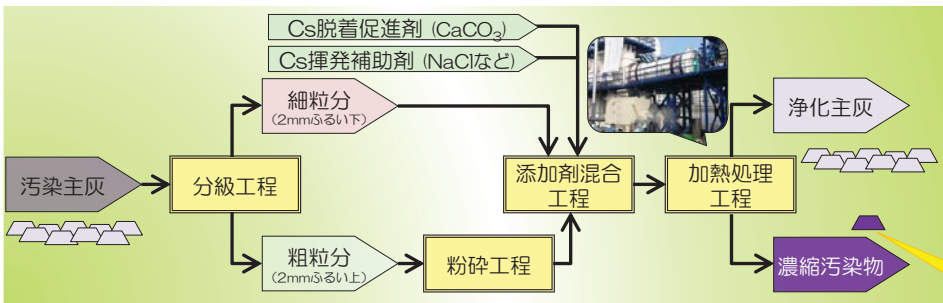 Cs脱着促進剤 (CaCO₃)
Cs揮発補助剤 (NaClなど)
細粒分
(2mmふるい下)
浄化主灰
汚染主灰
分級工程
添加剤混合
工程
加熱処理
工程
粗粒分
(2mmふるい上)
粉砕工程
濃縮汚染物